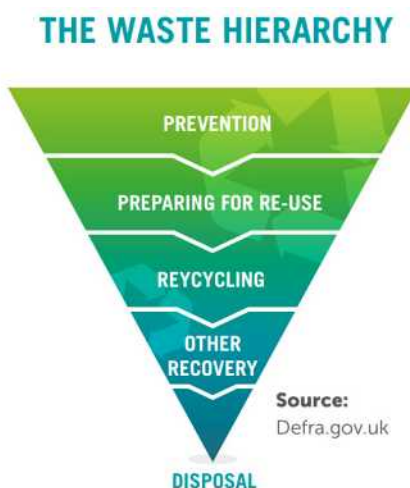 THE WASTE HIERARCHY
PREVENTION
PREPARING FOR RE-USE
REYCYCLING
OTHER
RECOVERY
Source:
Defra.gov.uk
DISPOSAL